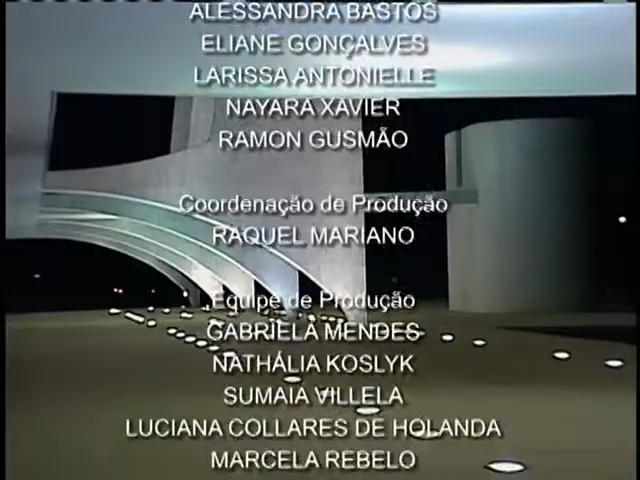 ALESSANDRA BASTOS
ELIANE GONÇALVES
LARISSA ANTONIELLE
NAYARA XAVIER
RAMON GUSMÃO
Coordenação de Produção
RAQUEL MARIANO
Equipe de Produção
GABRIELA MENDES
NATHÁLIA KOSLYK
SUMAIA VILLELA
LUCIANA COLLARES DE HOLANDA
MARCELA REBELO